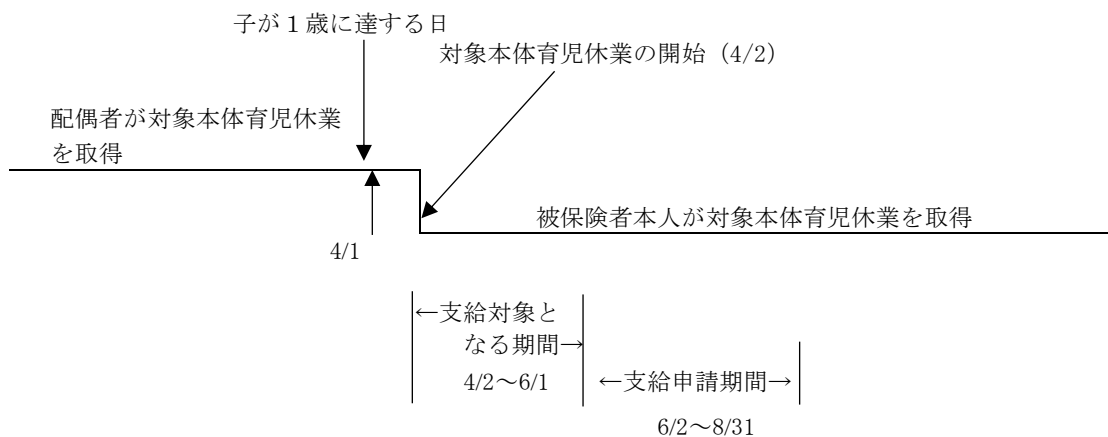 子が１歳に達する日
対象本体育児休業の開始（4/2）
配偶者が対象本体育児休業
を取得
被保険者本人が対象本体育児休業を取得
4/1
←支給対象と
なる期間→
4/2～6/1
←支給申請期間→
6/2～8/31